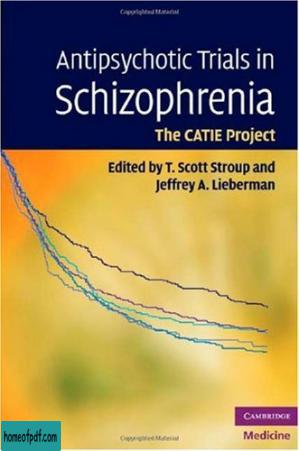 Antipsychotic Trials in
Schizophrenia
The CATIE Project
Edited by T. Scott Stroup and
Jeffrey A. Lieberman
CAMBRIDGE
Medicine
homeofpdf.com